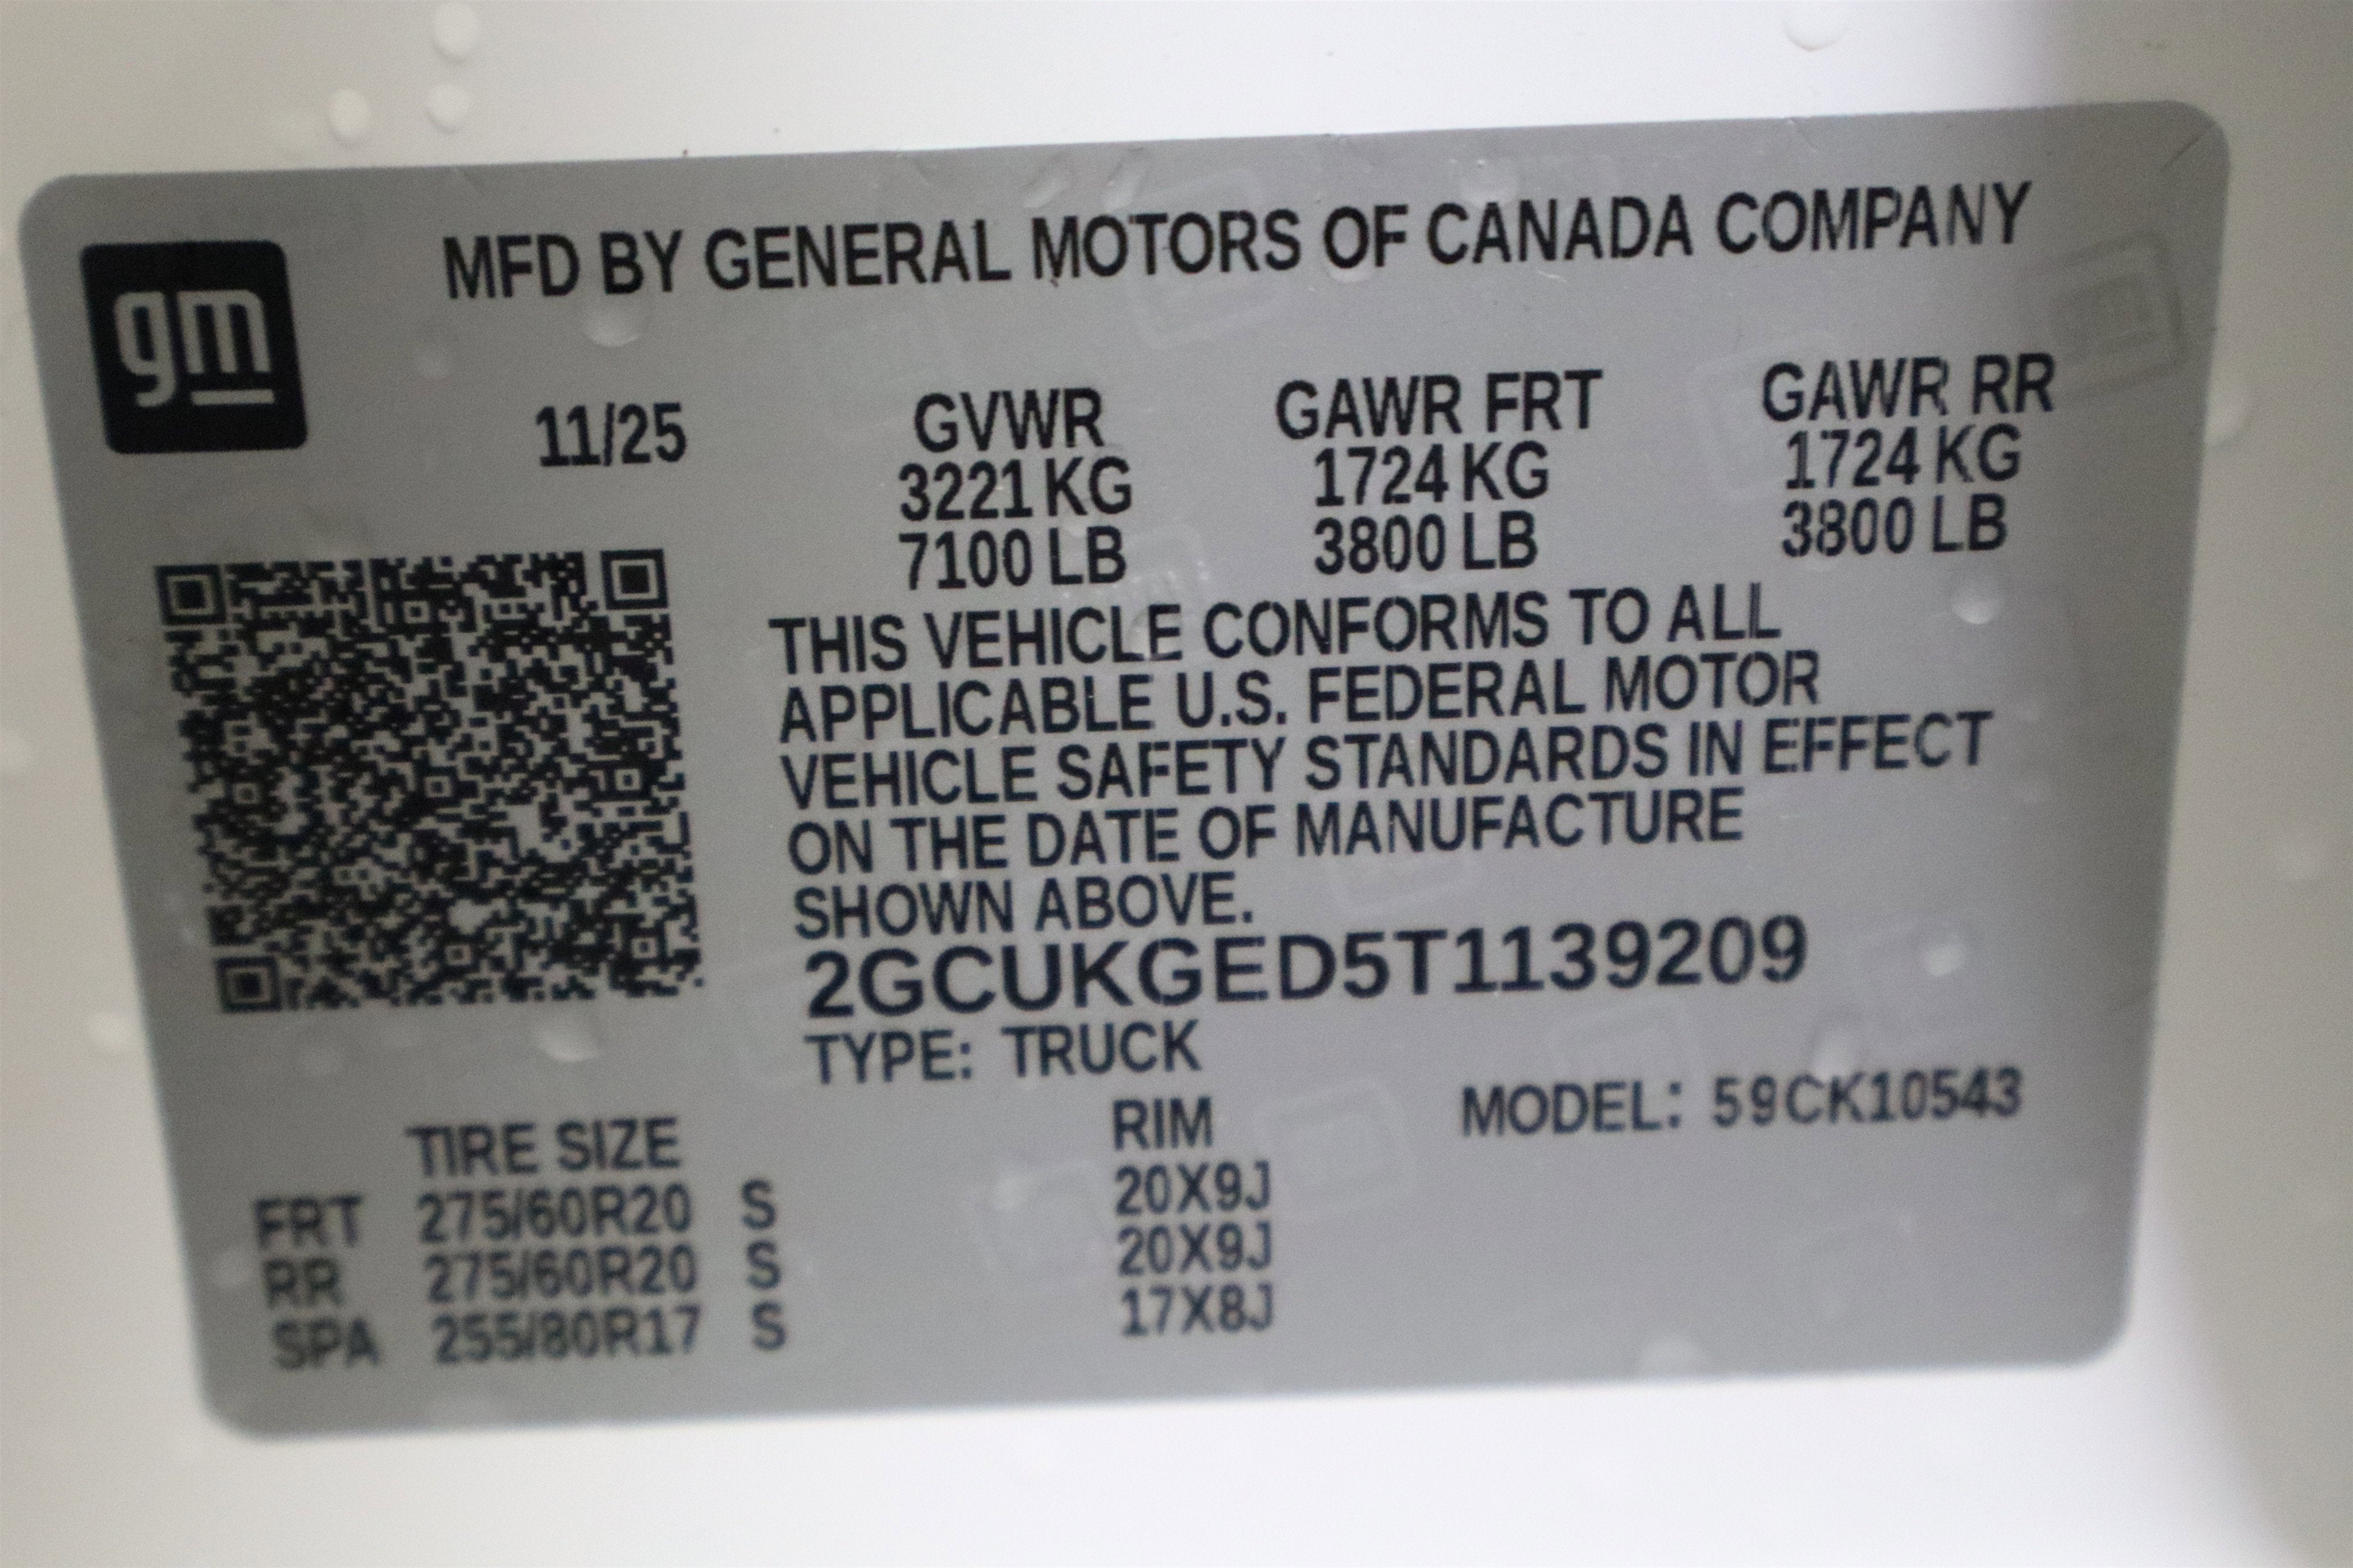 MFD BY GENERAL MOTORS OF CANADA COMPANY
gm
11/25 GVWR GAWR FRT GAWR RR
3221 KG 1724 KG 1724 KG
7100 LB 3800 LB 3800 LB
THIS VEHICLE CONFORMS TO ALL
APPLICABLE U.S. FEDERAL MOTOR
VEHICLE SAFETY STANDARDS IN EFFECT
ON THE DATE OF MANUFACTURE
SHOWN ABOVE.
2GCUKGED5T1139209
TYPE: TRUCK
TIRE SIZE RIM MODEL: 59CK10543
FRT 275/60R20 S 20X9J
RR 275/60R20 S 20X9J
SPA 255/80R17 S 17X8J